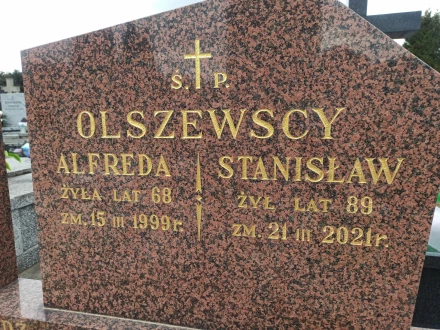 Ś. P.
OLSZEWSCY
ALFREDA STANISŁAW
ŻYŁA LAT 68 ŻYŁ LAT 89
ZM. 15 III 1999r. ZM. 21 III 2021r.